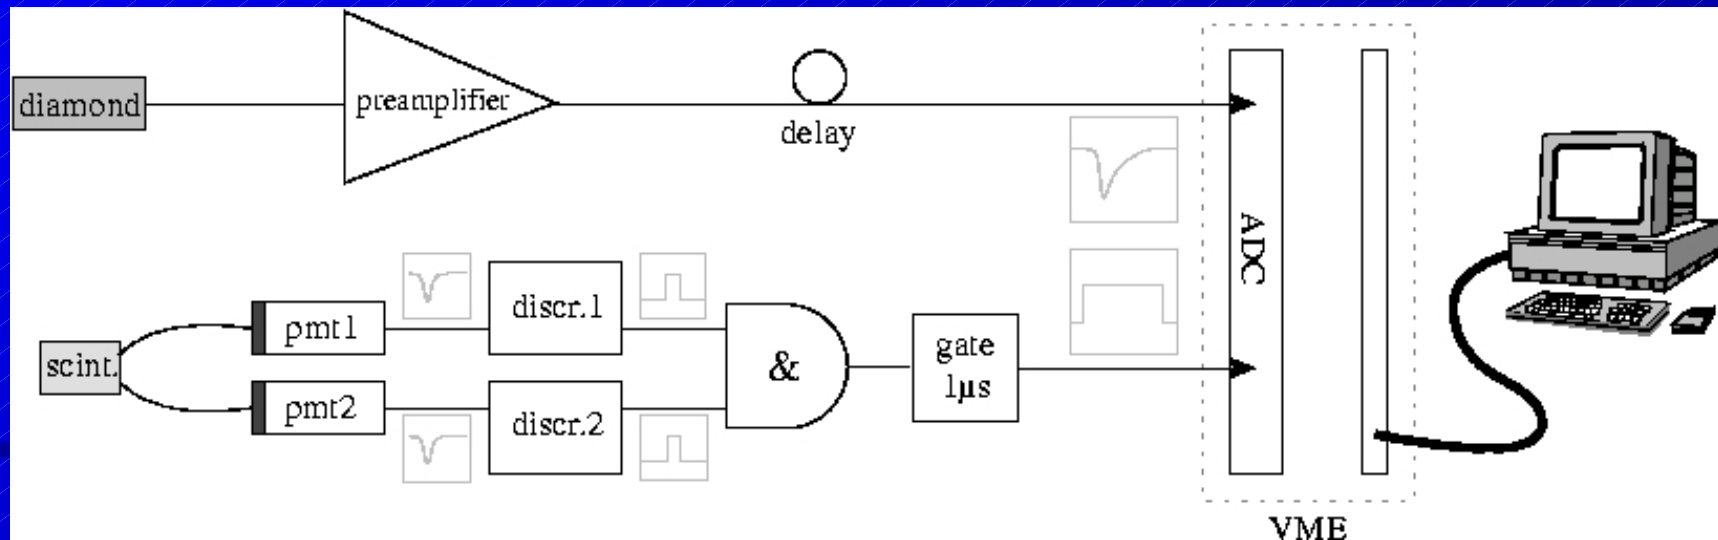 diamond
preamplifier
delay
ADC
scint.
pmt1
discr.1
pmt2
discr.2
&
gate
1µs
VME